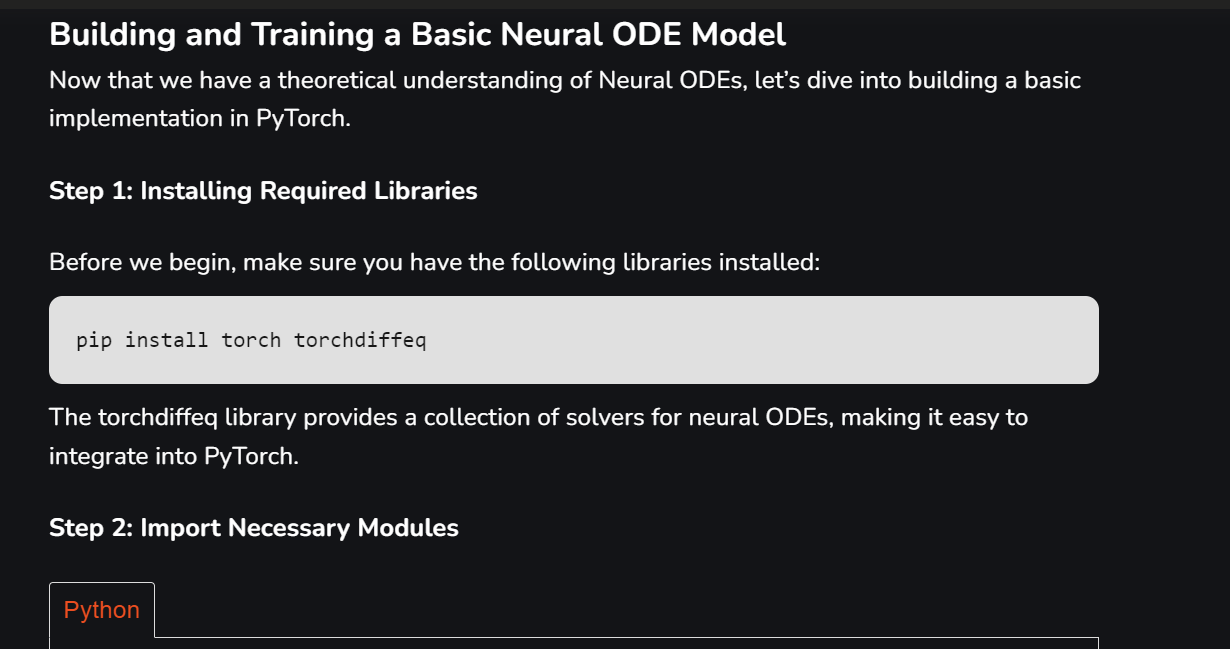 Building and Training a Basic Neural ODE Model
Now that we have a theoretical understanding of Neural ODEs, let’s dive into building a basic
implementation in PyTorch.
Step 1: Installing Required Libraries
Before we begin, make sure you have the following libraries installed:
pip install torch torchdiffeq
The torchdiffeq library provides a collection of solvers for neural ODEs, making it easy to
integrate into PyTorch.
Step 2: Import Necessary Modules
Python